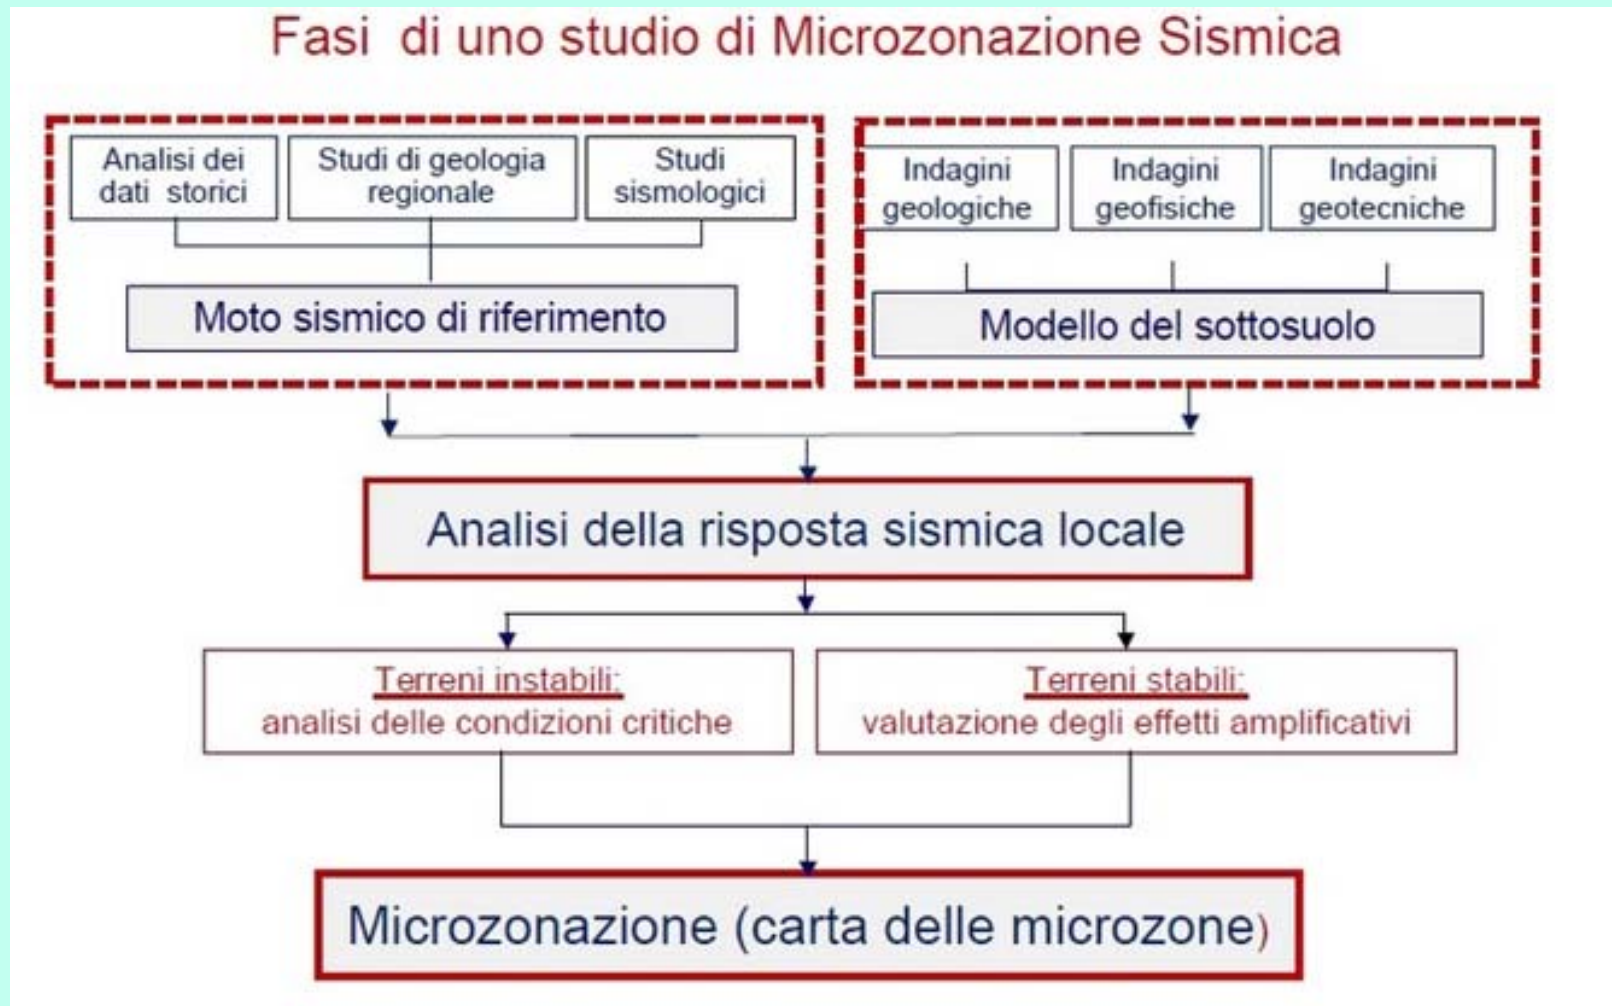 Fasi di uno studio di Microzonazione Sismica
Analisi dei
dati storici
Studi di geologia
regionale
Studi
sismologici
Moto sismico di riferimento
Indagini
geologiche
Indagini
geofisiche
Indagini
geotecniche
Modello del sottosuolo
Analisi della risposta sismica locale
Terreni instabili:
analisi delle condizioni critiche
Terreni stabili:
valutazione degli effetti amplificativi
Microzonazione (carta delle microzone)